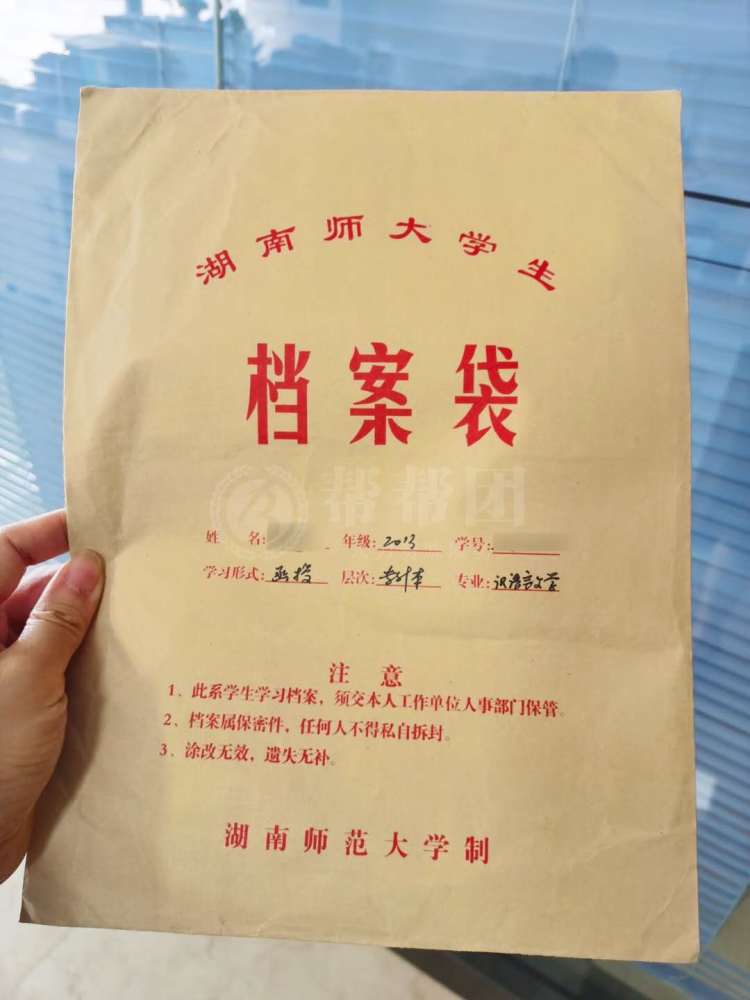 湖南师大学生
档案袋
帮帮团
姓 名: 年级: 2013 学号:
学习形式: 函授 层次: 专升本 专业: 汉语言文学
注 意
1、此系学生学习档案，须交本人工作单位人事部门保管。
2、档案属保密件，任何人不得私自拆封。
3、涂改无效，遗失无补。
湖南师范大学制